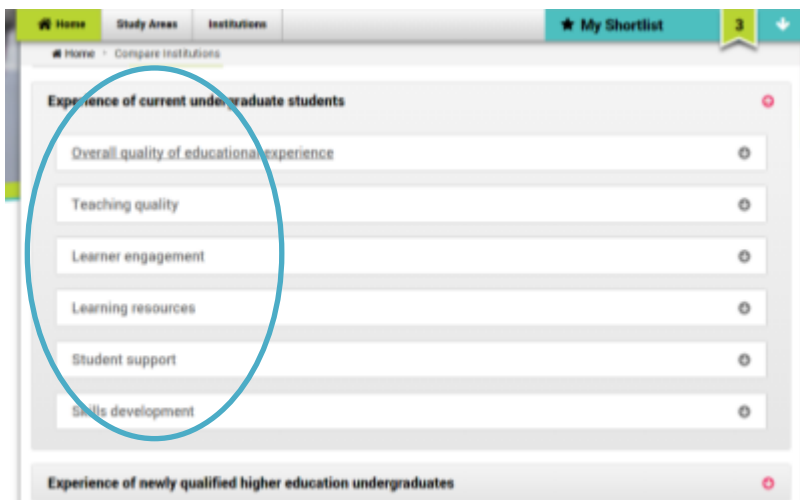 Home Study Areas Institutions My Shortlist 3
Home Compare Institutions
Experience of current undergraduate students
Overall quality of educational experience
Teaching quality
Learner engagement
Learning resources
Student support
Skills development
Experience of newly qualified higher education undergraduates